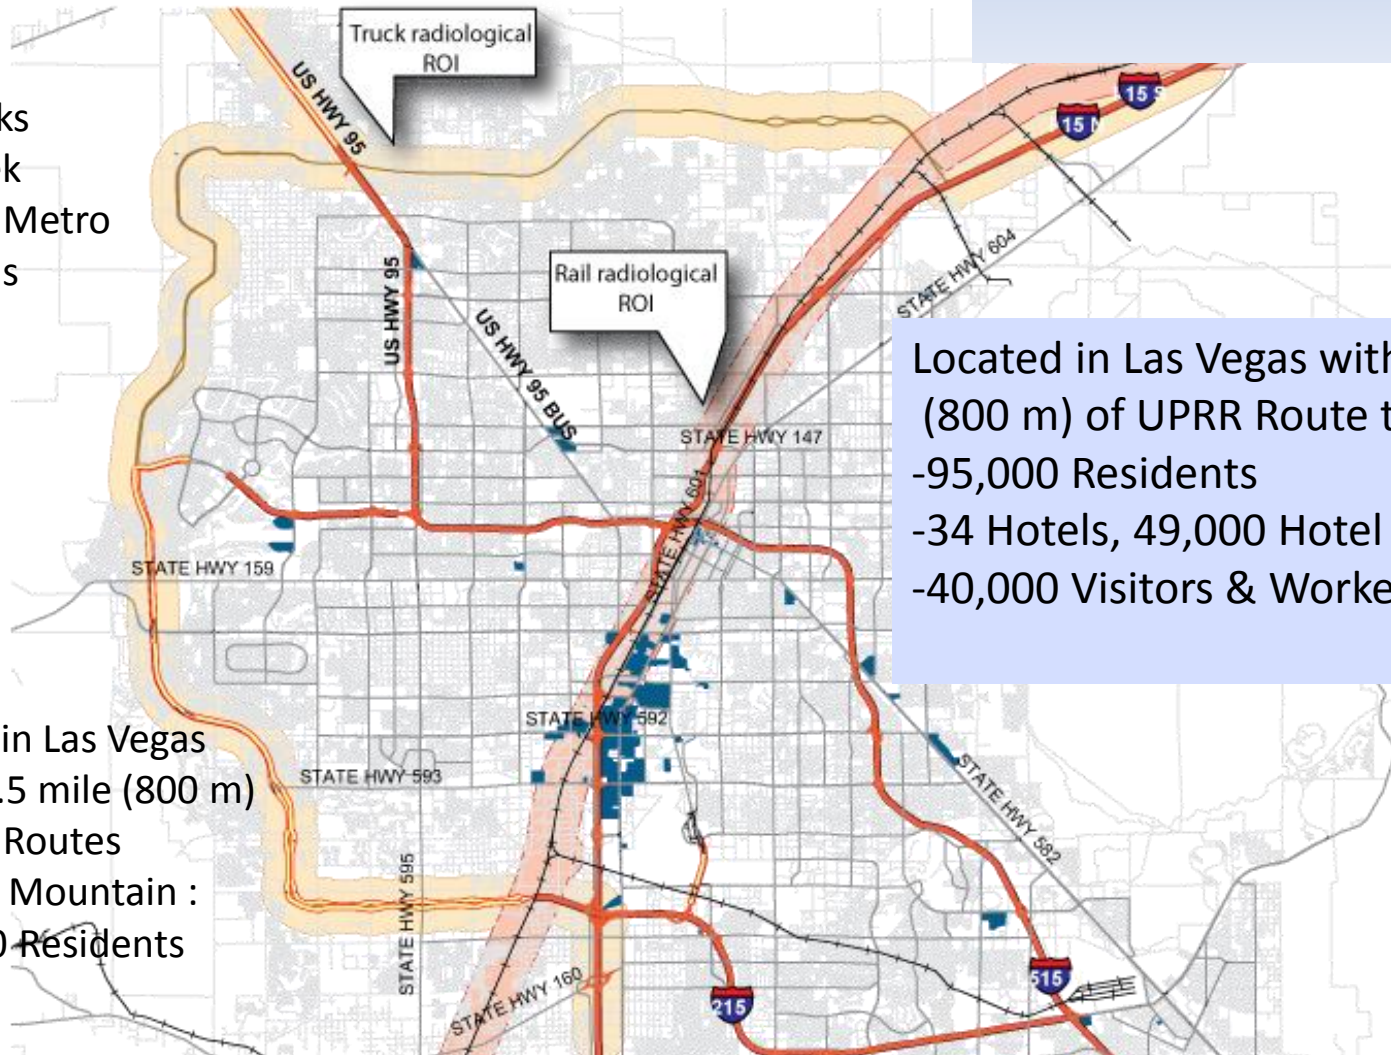 Truck radiological
ROI
US HWY 95
15 S
15 N
ks
k
Metro
s
Rail radiological
ROI
STATE HWY 604
US HWY 95
US HWY 95 BUS
Located in Las Vegas with
(800 m) of UPRR Route t
-95,000 Residents
-34 Hotels, 49,000 Hotel
-40,000 Visitors & Worke
STATE HWY 147
STATE HWY 601
STATE HWY 159
STATE HWY 592
in Las Vegas
.5 mile (800 m)
Routes
Mountain :
0 Residents
STATE HWY 593
STATE HWY 582
STATE HWY 595
STATE HWY 160
215
515